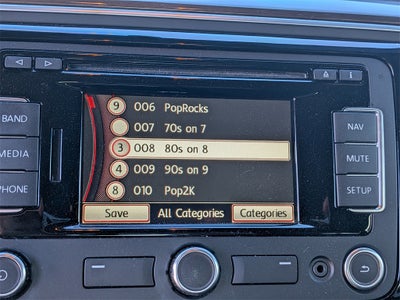 BAND
MEDIA
PHONE
9 006 PopRocks
007 70s on 7
3 008 80s on 8
4 009 90s on 9
8 010 Pop2K
Save All Categories Categories
i
NAV
MUTE
SETUP